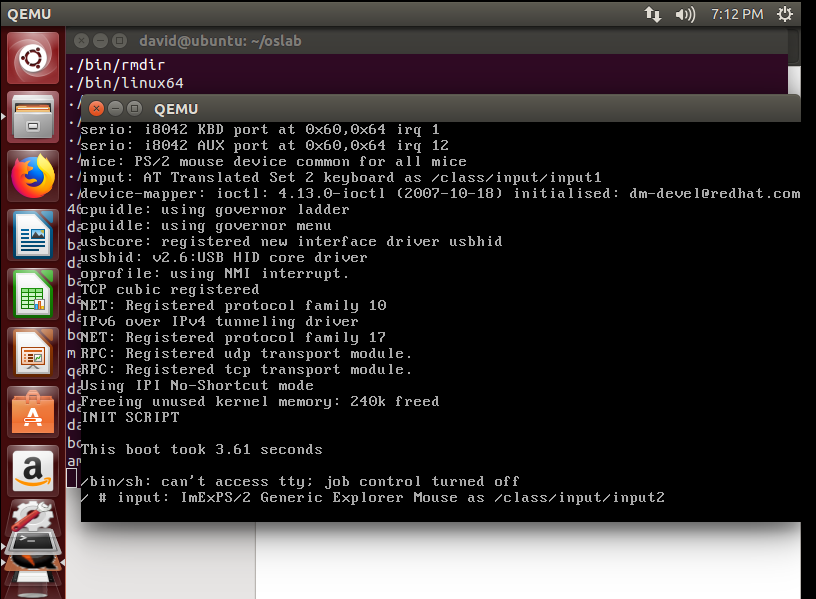 QEMU
7:12 PM
david@ubuntu: ~/oslab
./bin/rmdir
./bin/linux64
QEMU
serio: i8042 KBD port at 0x60,0x64 irq 1
serio: i8042 AUX port at 0x60,0x64 irq 12
mice: PS/2 mouse device common for all mice
input: AT Translated Set 2 keyboard as /class/input/input1
device-mapper: ioctl: 4.13.0-ioctl (2007-10-18) initialised: dm-devel@redhat.com
cpuidle: using governor ladder
cpuidle: using governor menu
usbcore: registered new interface driver usbhid
usbhid: v2.6:USB HID core driver
oprofile: using NMI interrupt.
TCP cubic registered
NET: Registered protocol family 10
IPv6 over IPv4 tunneling driver
NET: Registered protocol family 17
RPC: Registered udp transport module.
RPC: Registered tcp transport module.
Using IPI No-Shortcut mode
Freeing unused kernel memory: 240k freed
INIT SCRIPT
This boot took 3.61 seconds
/bin/sh: can't access tty; job control turned off
/ # input: ImExPS/2 Generic Explorer Mouse as /class/input/input2